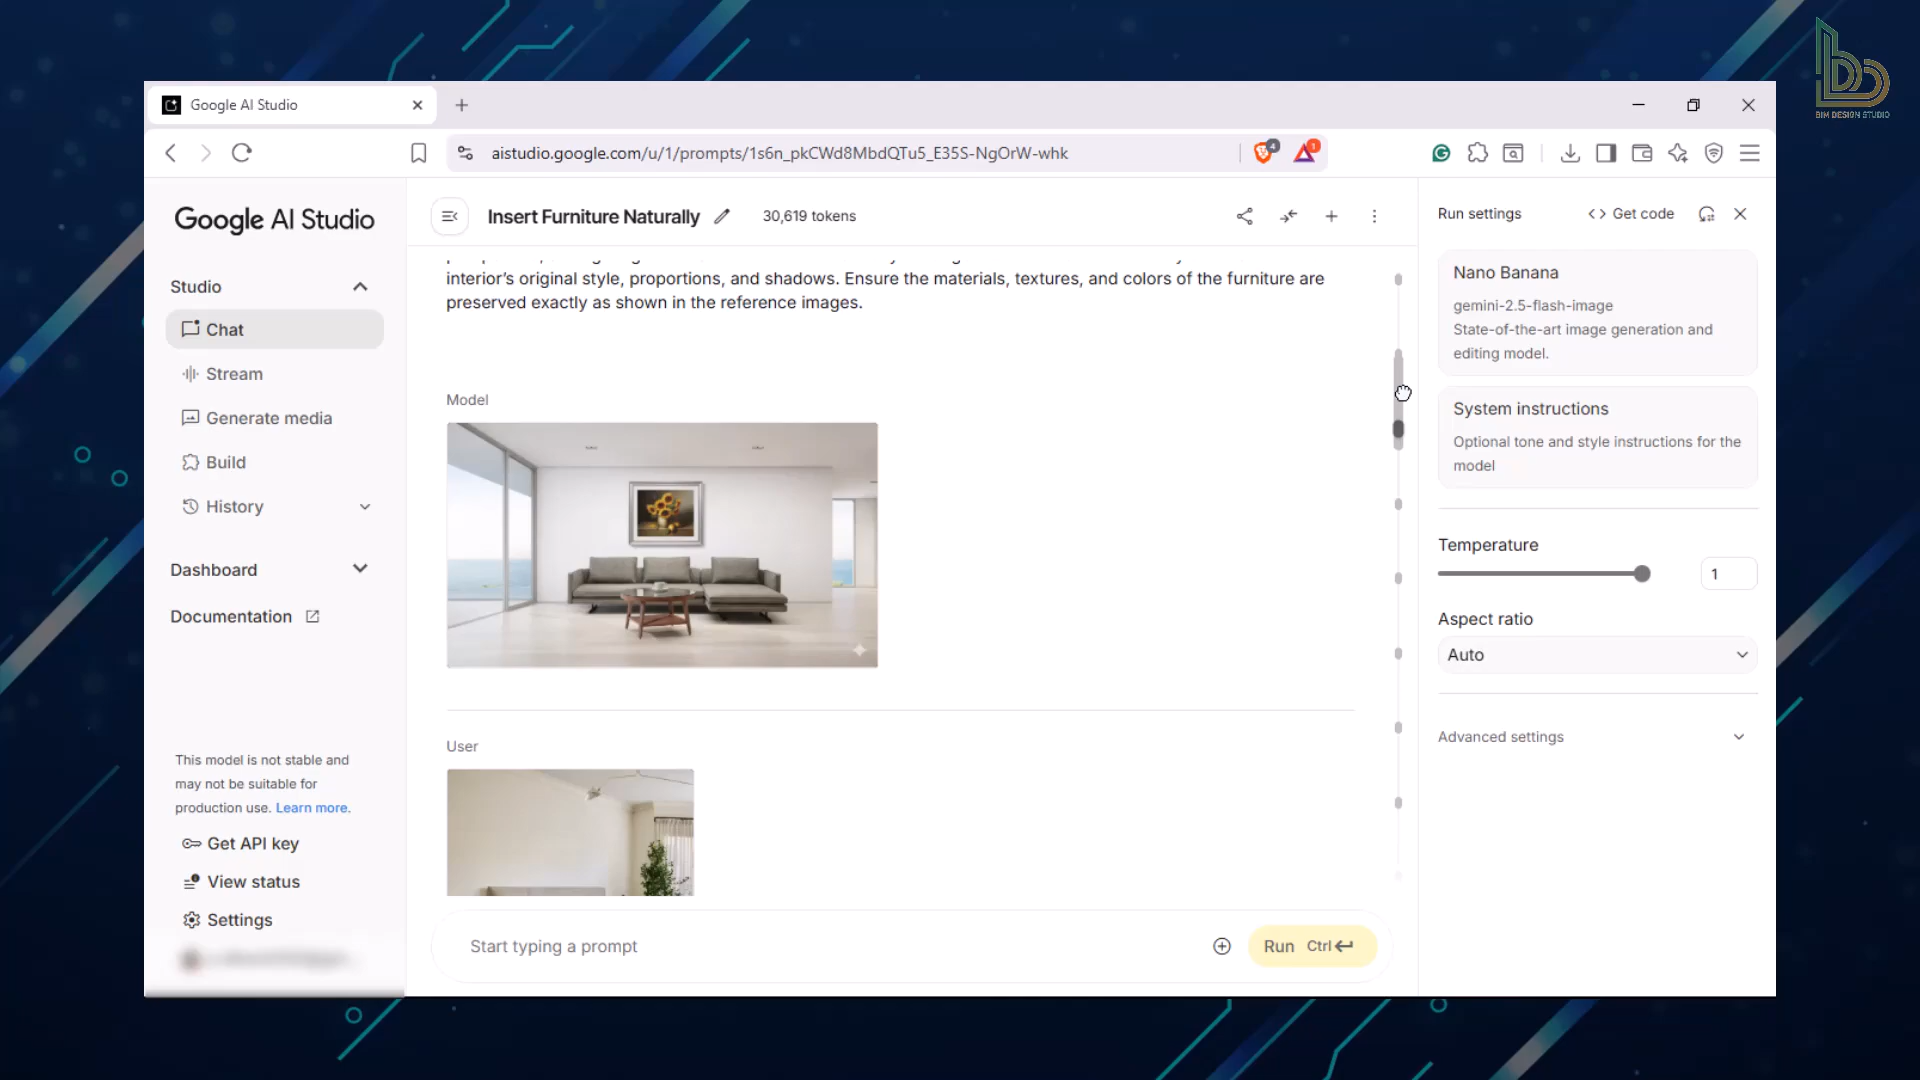 BIM DESIGN STUDIO
Google AI Studio
aistudio.google.com/u/1/prompts/1s6n_pkCWd8MbdQTu5_E35S-NgOrW-whk
4
1
Google AI Studio
Studio
Chat
Stream
Generate media
Build
History
Dashboard
Documentation
This model is not stable and
may not be suitable for
production use. Learn more.
Get API key
View status
Settings
Insert Furniture Naturally
30,619 tokens
interior's original style, proportions, and shadows. Ensure the materials, textures, and colors of the furniture are
preserved exactly as shown in the reference images.
Model
User
Start typing a prompt
Run Ctrl
Run settings
Get code
Nano Banana
gemini-2.5-flash-image
State-of-the-art image generation and
editing model.
System instructions
Optional tone and style instructions for the
model
Temperature
1
Aspect ratio
Auto
Advanced settings